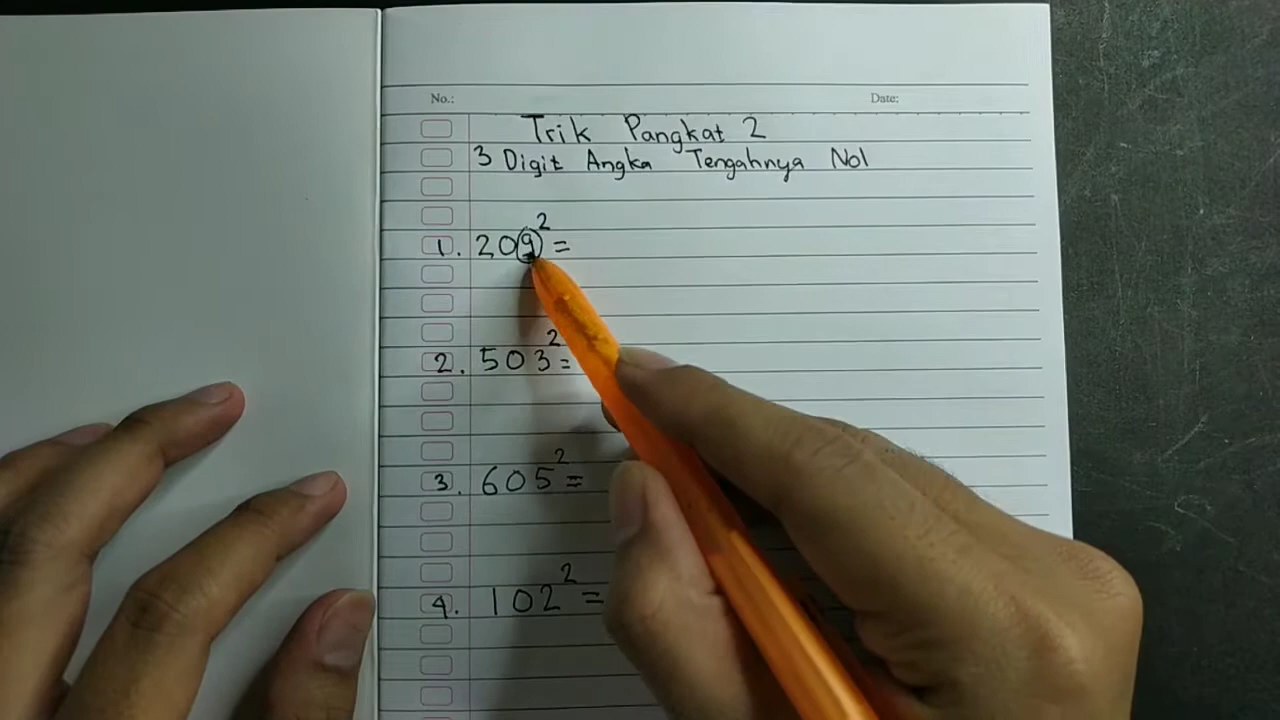 No.: Date:
Trik Pangkat 2
3 Digit Angka Tengahnya Nol
1. 209² =
2. 503² =
3. 605² =
4. 102² =